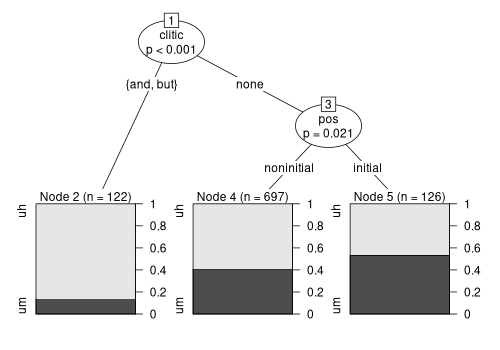 1
clitic
p < 0.001
{and, but}
none
3
pos
p = 0.021
noninitial
initial
Node 2 (n = 122)
uh
um
1
0.8
0.6
0.4
0.2
0
Node 4 (n = 697)
uh
um
1
0.8
0.6
0.4
0.2
0
Node 5 (n = 126)
uh
um
1
0.8
0.6
0.4
0.2
0